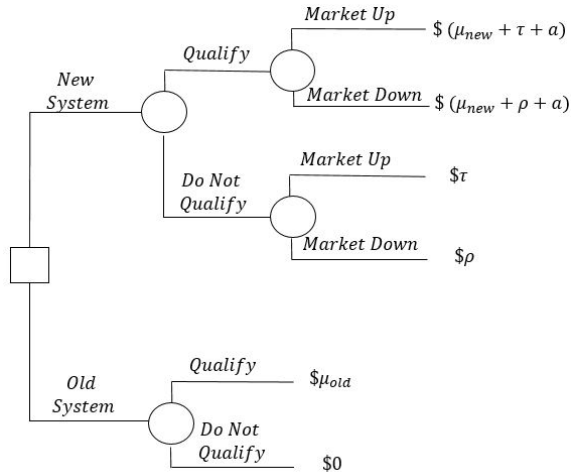 Market Up
$ (μ_new + τ + a)
Qualify
New
System
Market Down
$ (μ_new + ρ + a)
Market Up
$τ
Do Not
Qualify
Market Down
$ρ
Qualify
$μ_old
Old
System
Do Not
Qualify
$0